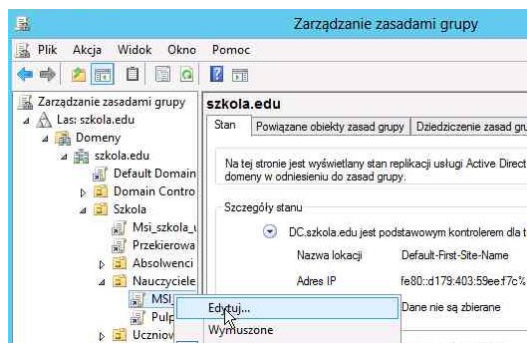 Zarządzanie zasadami grupy
Plik Akcja Widok Okno Pomoc
Zarządzanie zasadami grupy
Las: szkola.edu
Domeny
szkola.edu
Default Domain
Domain Contro
Szkola
Msi_szkola_
Przekierowa
Absolwenci
Nauczyciele
MSI_
Pulp
Uczniov
szkola.edu
Stan Powiązane obiekty zasad grupy Dziedziczenie zasad gru
Na tej stronie jest wyświetlany stan replikacji usługi Active Direct
domeny w odniesieniu do zasad grupy.
Szczegóły stanu
DC.szkola.edu jest podstawowym kontrolerem dla t
Nazwa lokacji Default-First-Site-Name
Adres IP fe80::d179:403:59ee:f7c%
Dane nie są zbierane
Edytuj...
Wymuszone